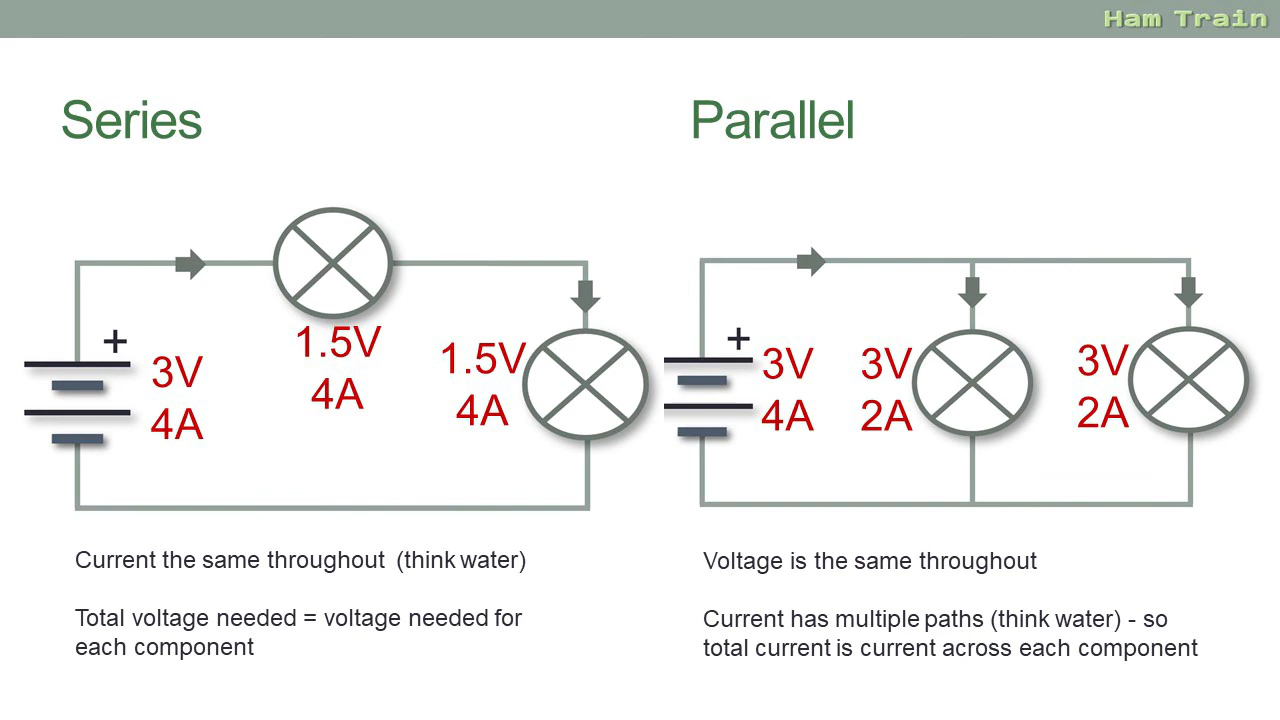 Ham Train
Series
Parallel
+
3V
4A
1.5V
4A
1.5V
4A
+
3V
4A
3V
2A
3V
2A
Current the same throughout  (think water)
Total voltage needed = voltage needed for
each component
Voltage is the same throughout
Current has multiple paths (think water) - so
total current is current across each component